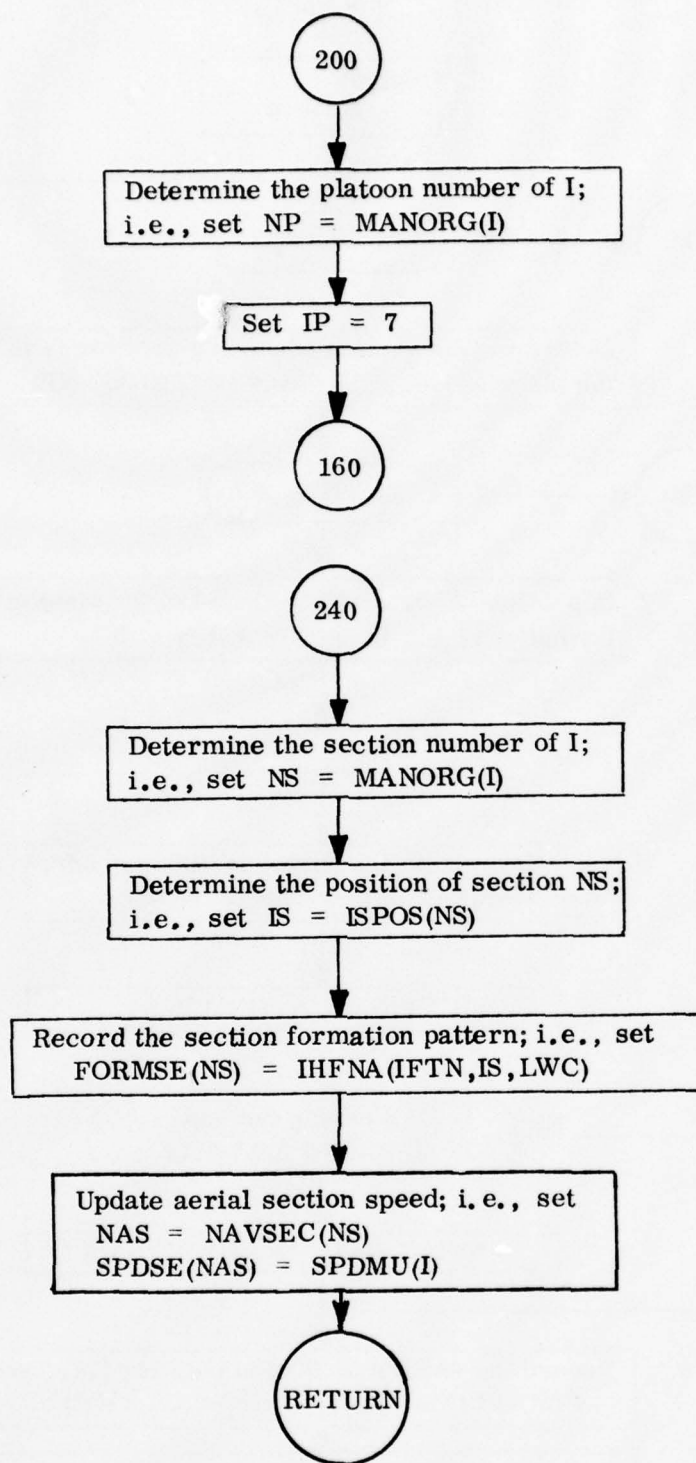 200
Determine the platoon number of I;
i.e., set NP = MANORG(I)
Set IP = 7
160
240
Determine the section number of I;
i.e., set NS = MANORG(I)
Determine the position of section NS;
i.e., set IS = ISPOS(NS)
Record the section formation pattern; i.e., set
FORMSE(NS) = IHFNA(IFTN,IS,LWC)
Update aerial section speed; i.e., set
NAS = NAVSEC(NS)
SPDSE(NAS) = SPDMU(I)
RETURN